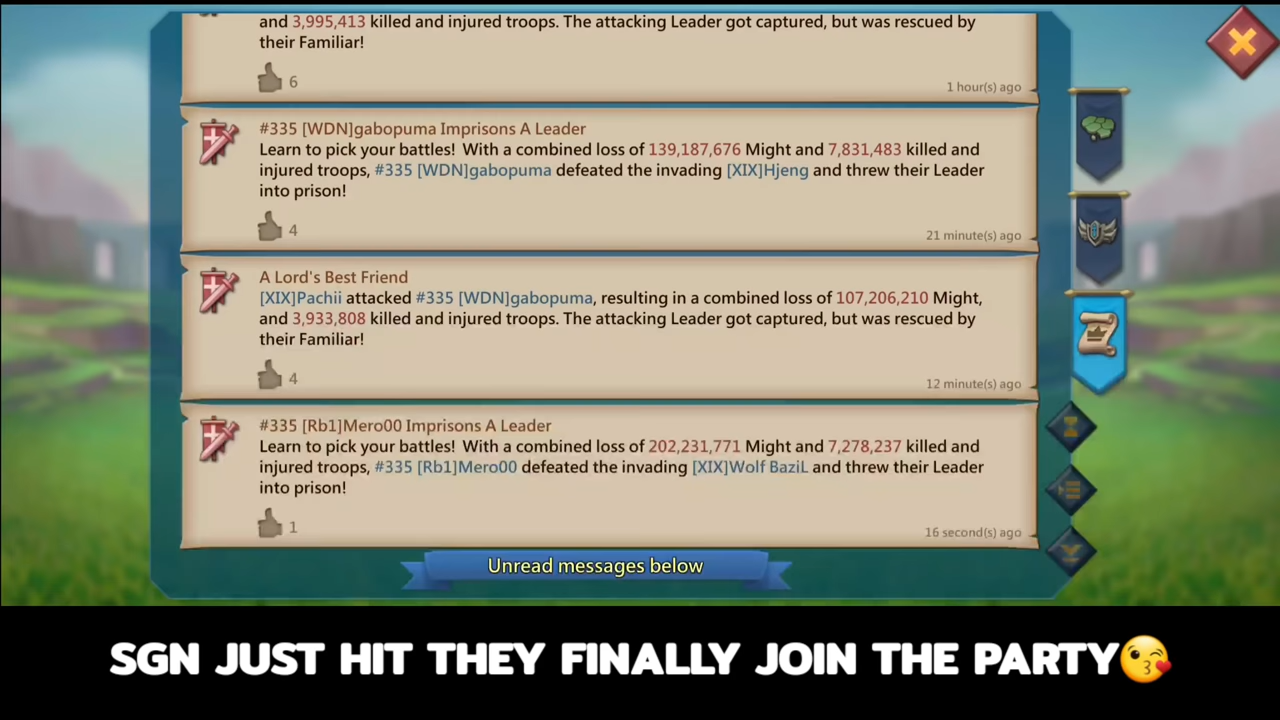 and 3,995,413 killed and injured troops. The attacking Leader got captured, but was rescued by
their Familiar!
6
1 hour(s) ago
#335 [WDN]gabopuma Imprisons A Leader
Learn to pick your battles! With a combined loss of 139,187,676 Might and 7,831,483 killed and
injured troops, #335 [WDN]gabopuma defeated the invading [XIX]Hjeng and threw their Leader
into prison!
4
21 minute(s) ago
A Lord's Best Friend
[XIX]Pachii attacked #335 [WDN]gabopuma, resulting in a combined loss of 107,206,210 Might,
and 3,933,808 killed and injured troops. The attacking Leader got captured, but was rescued by
their Familiar!
4
12 minute(s) ago
#335 [Rb1]Mero00 Imprisons A Leader
Learn to pick your battles! With a combined loss of 202,231,771 Might and 7,278,237 killed and
injured troops, #335 [Rb1]Mero00 defeated the invading [XIX]Wolf BaziL and threw their Leader
into prison!
1
16 second(s) ago
Unread messages below
SGN JUST HIT THEY FINALLY JOIN THE PARTY😘